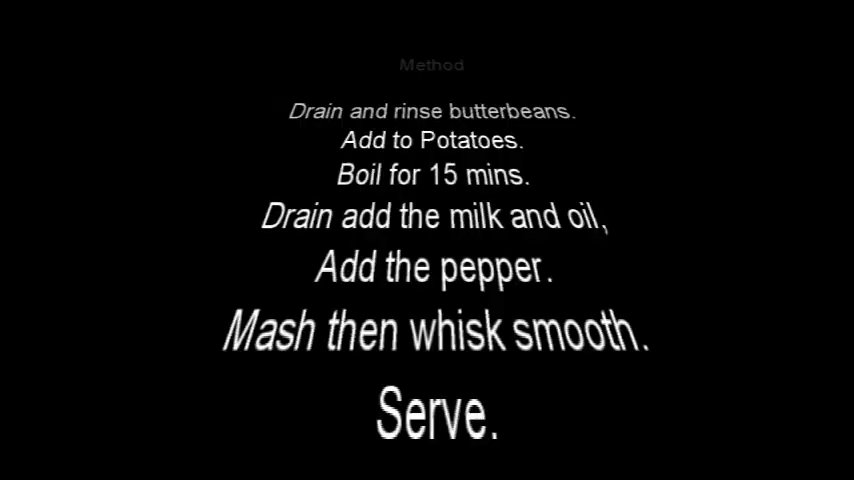 Method
Drain and rinse butterbeans.
Add to Potatoes.
Boil for 15 mins.
Drain add the milk and oil,
Add the pepper.
Mash then whisk smooth.
Serve.